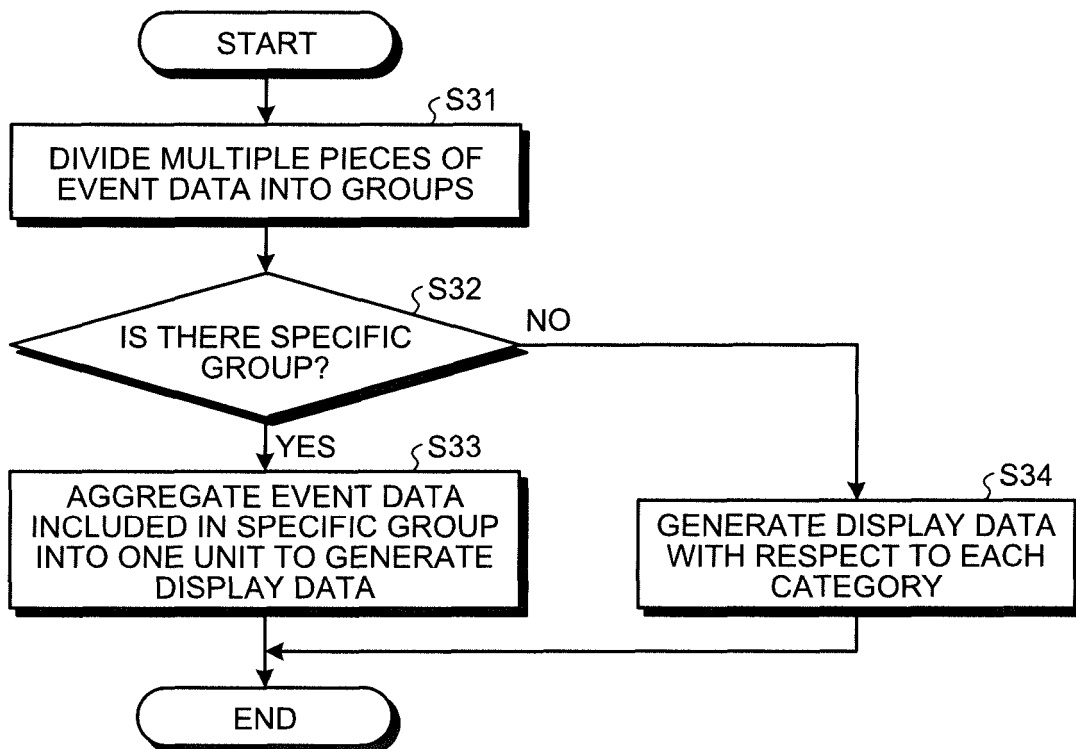 START
S31
DIVIDE MULTIPLE PIECES OF
EVENT DATA INTO GROUPS
S32
IS THERE SPECIFIC
GROUP?
NO
YES
S33
AGGREGATE EVENT DATA
INCLUDED IN SPECIFIC GROUP
INTO ONE UNIT TO GENERATE
DISPLAY DATA
S34
GENERATE DISPLAY DATA
WITH RESPECT TO EACH
CATEGORY
END